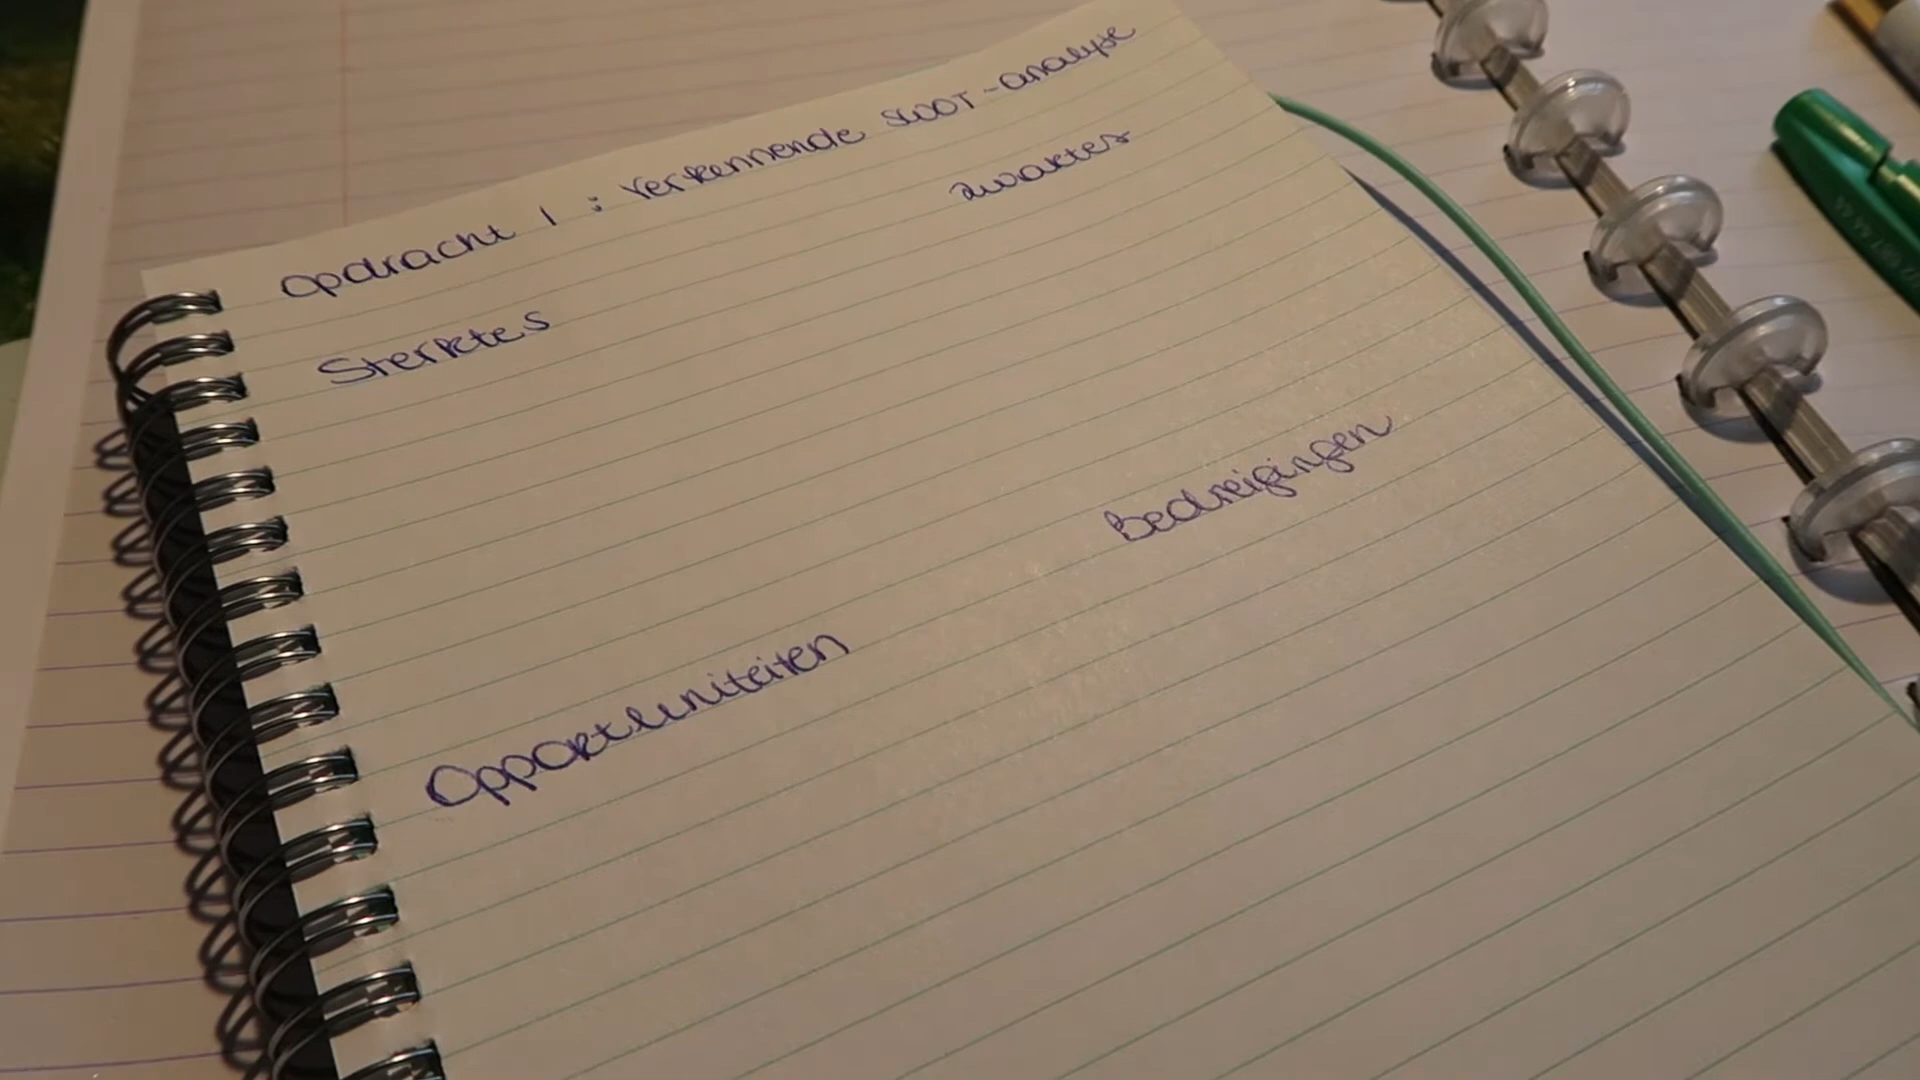 Opdracht 1 : Verkennende SWOT-analyse
Sterktes
zwaktes
Opportuniteiten
Bedreigingen